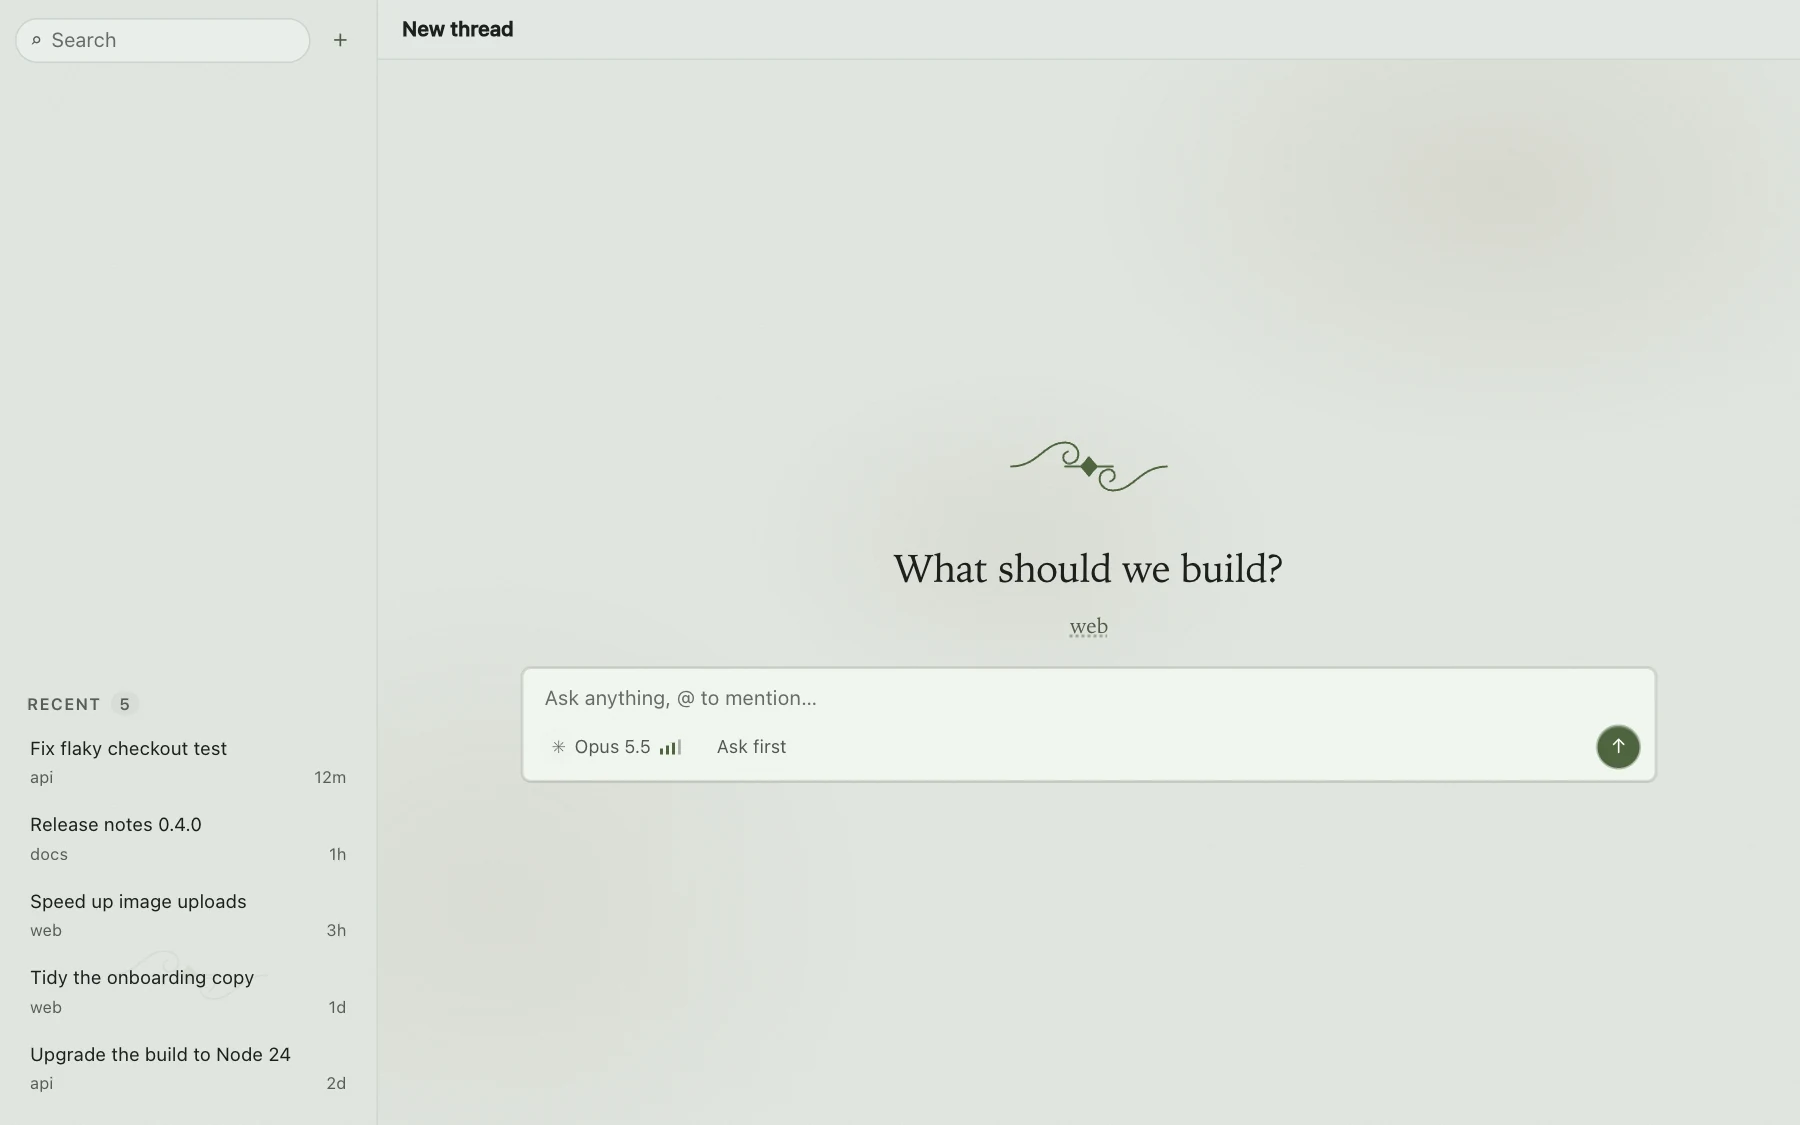 Search
+
New thread
What should we build?
web
Ask anything, @ to mention...
Opus 5.5
Ask first
RECENT 5
Fix flaky checkout test
api 12m
Release notes 0.4.0
docs 1h
Speed up image uploads
web 3h
Tidy the onboarding copy
web 1d
Upgrade the build to Node 24
api 2d